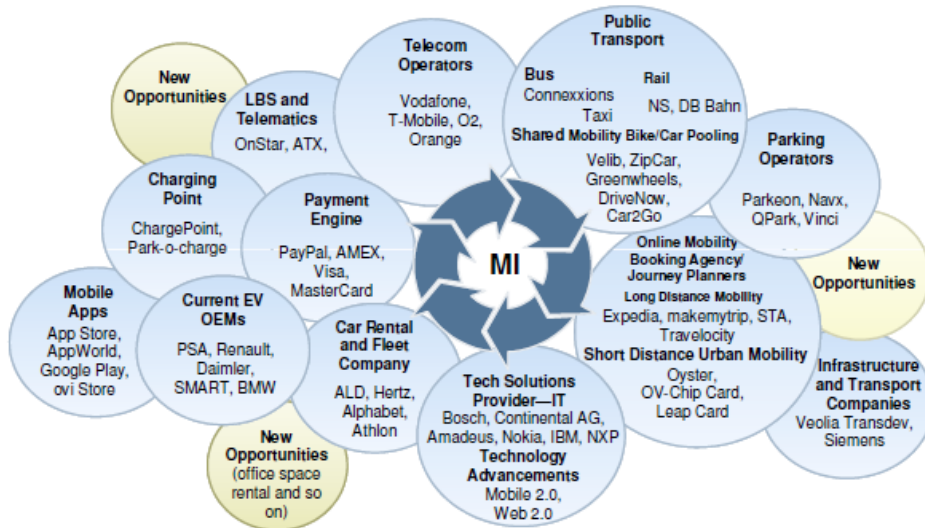 New
Opportunities
LBS and
Telematics
OnStar, ATX,
Telecom
Operators
Vodafone,
T-Mobile, O2,
Orange
Public
Transport
Bus
Connexxions
Taxi
Rail
NS, DB Bahn
Shared Mobility Bike/Car Pooling
Velib, ZipCar,
Greenwheels,
DriveNow,
Car2Go
Parking
Operators
Parkeon, Navx,
QPark, Vinci
Charging
Point
ChargePoint,
Park-o-charge
Payment
Engine
PayPal, AMEX,
Visa,
MasterCard
MI
Online Mobility
Booking Agency/
Journey Planners
Long Distance Mobility
Expedia, makemytrip, STA,
Travelocity
Short Distance Urban Mobility
Oyster,
OV-Chip Card,
Leap Card
New
Opportunities
Mobile
Apps
App Store,
AppWorld,
Google Play,
ovi Store
Current EV
OEMs
PSA, Renault,
Daimler,
SMART, BMW
Car Rental
and Fleet
Company
ALD, Hertz,
Alphabet,
Athlon
Tech Solutions
Provider—IT
Bosch, Continental AG,
Amadeus, Nokia, IBM, NXP
Technology
Advancements
Mobile 2.0,
Web 2.0
Infrastructure
and Transport
Companies
Veolia Transdev,
Siemens
New
Opportunities
(office space
rental and so
on)